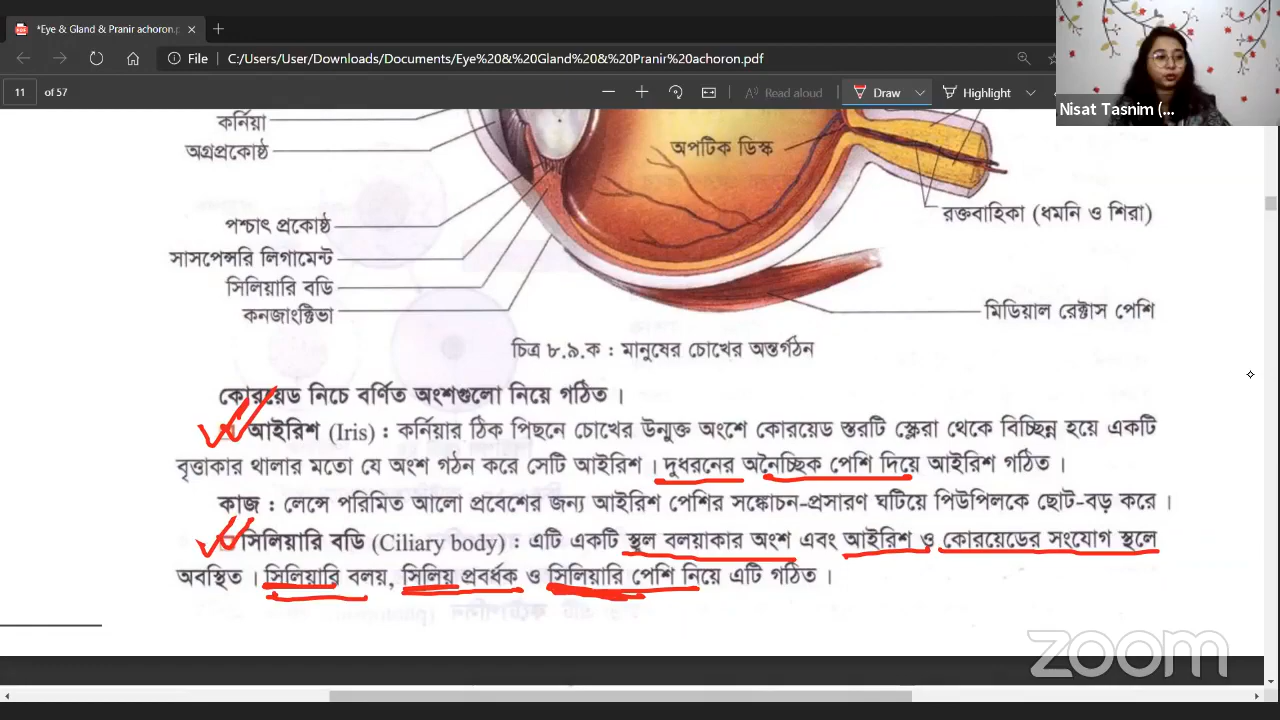 *Eye & Gland & Pranir achoron.p
File C:/Users/User/Downloads/Documents/Eye%20&%20Gland%20&%20Pranir%20achoron.pdf
11 of 57
Read aloud Draw Highlight
Nisat Tasnim (...
কর্নিয়া
অগ্রপ্রকোষ্ঠ
অপটিক ডিস্ক
রক্তবাহিকা (ধমনি ও শিরা)
পশ্চাৎ প্রকোষ্ঠ
সাসপেন্সরি লিগামেন্ট
সিলিয়ারি বডি
কনজাংক্টিভা
মিডিয়াল রেক্টাস পেশি
চিত্র ৮.৯.ক : মানুষের চোখের অন্তর্গঠন
কোরয়েড নিচে বর্ণিত অংশগুলো নিয়ে গঠিত।
আইরিশ (Iris) : কর্নিয়ার ঠিক পিছনে চোখের উন্মুক্ত অংশে কোরয়েড স্তরটি স্ক্লেরা থেকে বিচ্ছিন্ন হয়ে একটি
বৃত্তাকার থালার মতো যে অংশ গঠন করে সেটি আইরিশ। দুধরনের অনৈচ্ছিক পেশি দিয়ে আইরিশ গঠিত।
কাজ : লেন্সে পরিমিত আলো প্রবেশের জন্য আইরিশ পেশির সঙ্কোচন-প্রসারণ ঘটিয়ে পিউপিলকে ছোট-বড় করে।
সিলিয়ারি বডি (Ciliary body) : এটি একটি স্থূল বলয়াকার অংশ এবং আইরিশ ও কোরয়েডের সংযোগ স্থলে
অবস্থিত। সিলিয়ারি বলয়, সিলিয় প্রবর্ধক ও সিলিয়ারি পেশি নিয়ে এটি গঠিত।
zoom